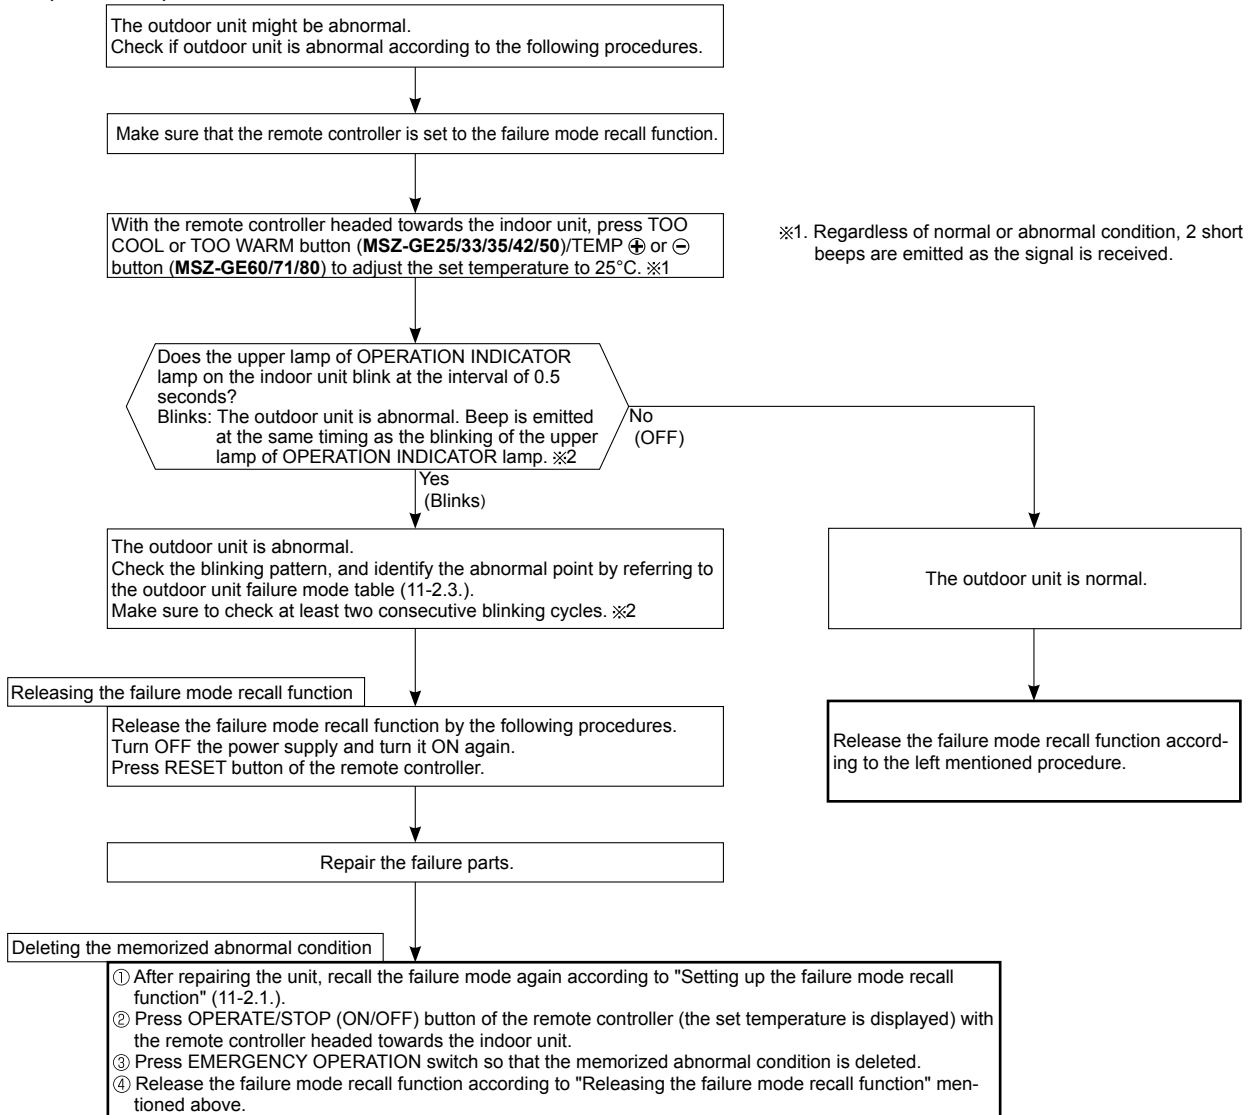 The outdoor unit might be abnormal.
Check if outdoor unit is abnormal according to the following procedures.
Make sure that the remote controller is set to the failure mode recall function.
With the remote controller headed towards the indoor unit, press TOO
COOL or TOO WARM button (MSZ-GE25/33/35/42/50)/TEMP ⊕ or ⊖
button (MSZ-GE60/71/80) to adjust the set temperature to 25°C. ※1
※1. Regardless of normal or abnormal condition, 2 short
beeps are emitted as the signal is received.
Does the upper lamp of OPERATION INDICATOR
lamp on the indoor unit blink at the interval of 0.5
seconds?
Blinks: The outdoor unit is abnormal. Beep is emitted
at the same timing as the blinking of the upper
lamp of OPERATION INDICATOR lamp. ※2
No
(OFF)
Yes
(Blinks)
The outdoor unit is abnormal.
Check the blinking pattern, and identify the abnormal point by referring to
the outdoor unit failure mode table (11-2.3.).
Make sure to check at least two consecutive blinking cycles. ※2
The outdoor unit is normal.
Releasing the failure mode recall function
Release the failure mode recall function by the following procedures.
Turn OFF the power supply and turn it ON again.
Press RESET button of the remote controller.
Release the failure mode recall function accord-
ing to the left mentioned procedure.
Repair the failure parts.
Deleting the memorized abnormal condition
① After repairing the unit, recall the failure mode again according to "Setting up the failure mode recall
function" (11-2.1.).
② Press OPERATE/STOP (ON/OFF) button of the remote controller (the set temperature is displayed) with
the remote controller headed towards the indoor unit.
③ Press EMERGENCY OPERATION switch so that the memorized abnormal condition is deleted.
④ Release the failure mode recall function according to "Releasing the failure mode recall function" men-
tioned above.